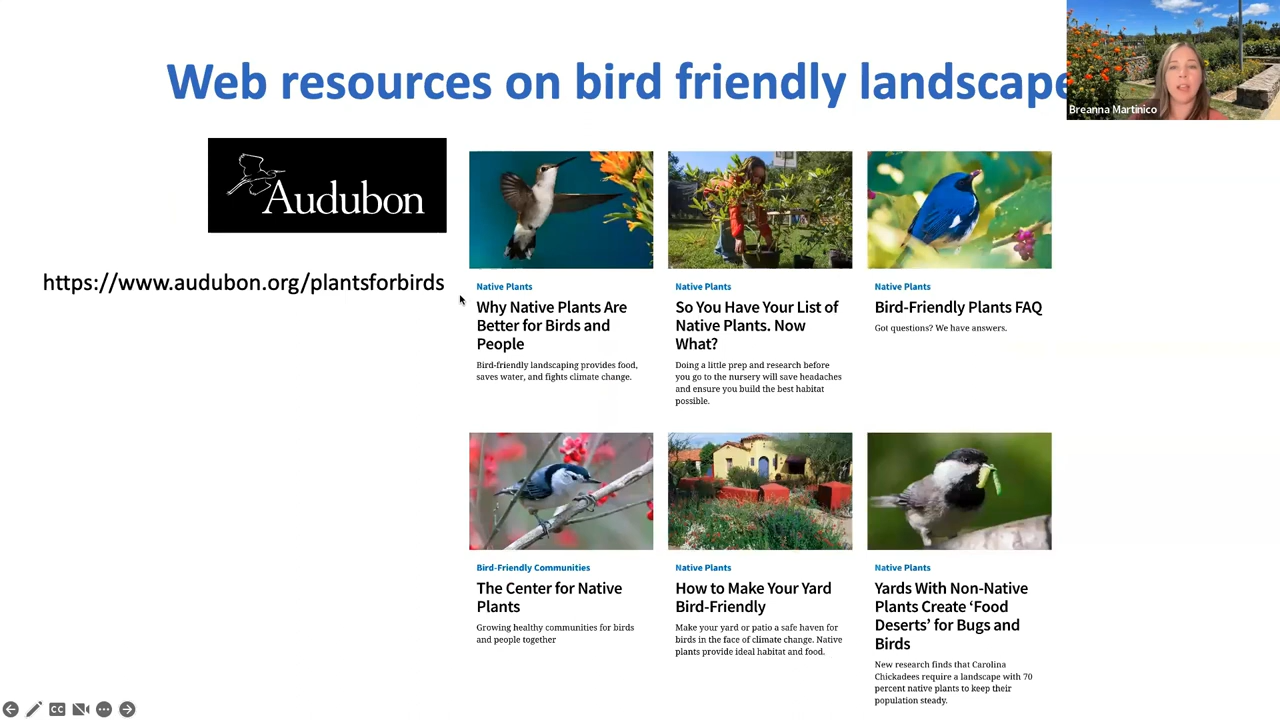 Web resources on bird friendly landscape
Breanna Martinico
Audubon
https://www.audubon.org/plantsforbirds
Native Plants
Why Native Plants Are
Better for Birds and
People
Bird-friendly landscaping provides food,
saves water, and fights climate change.
Native Plants
So You Have Your List of
Native Plants. Now
What?
Doing a little prep and research before
you go to the nursery will save headaches
and ensure you build the best habitat
possible.
Native Plants
Bird-Friendly Plants FAQ
Got questions? We have answers.
Bird-Friendly Communities
The Center for Native
Plants
Growing healthy communities for birds
and people together
Native Plants
How to Make Your Yard
Bird-Friendly
Make your yard or patio a safe haven for
birds in the face of climate change. Native
plants provide ideal habitat and food.
Native Plants
Yards With Non-Native
Plants Create ‘Food
Deserts’ for Bugs and
Birds
New research finds that Carolina
Chickadees require a landscape with 70
percent native plants to keep their
population steady.
CC